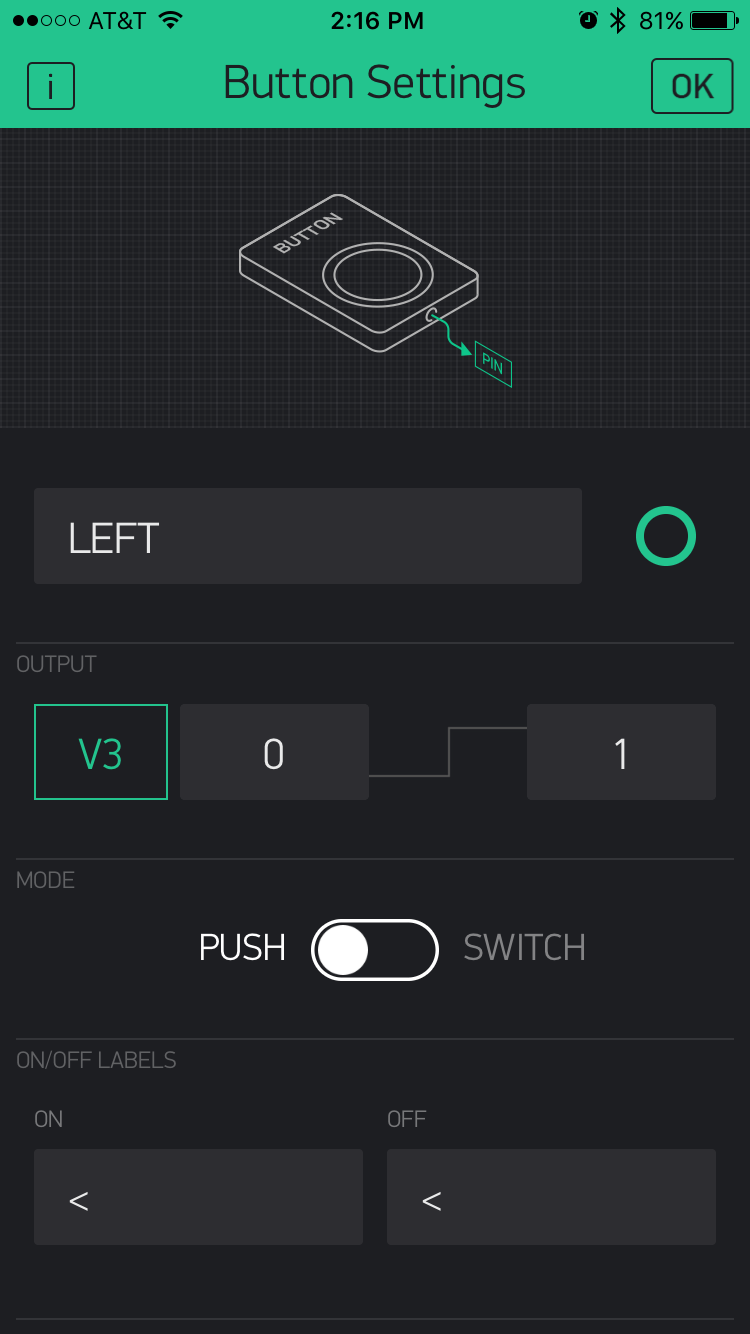 AT&T 2:16 PM 81%
i Button Settings OK
BUTTON
PIN
LEFT
OUTPUT
V3 0 1
MODE
PUSH SWITCH
ON/OFF LABELS
ON OFF
< <